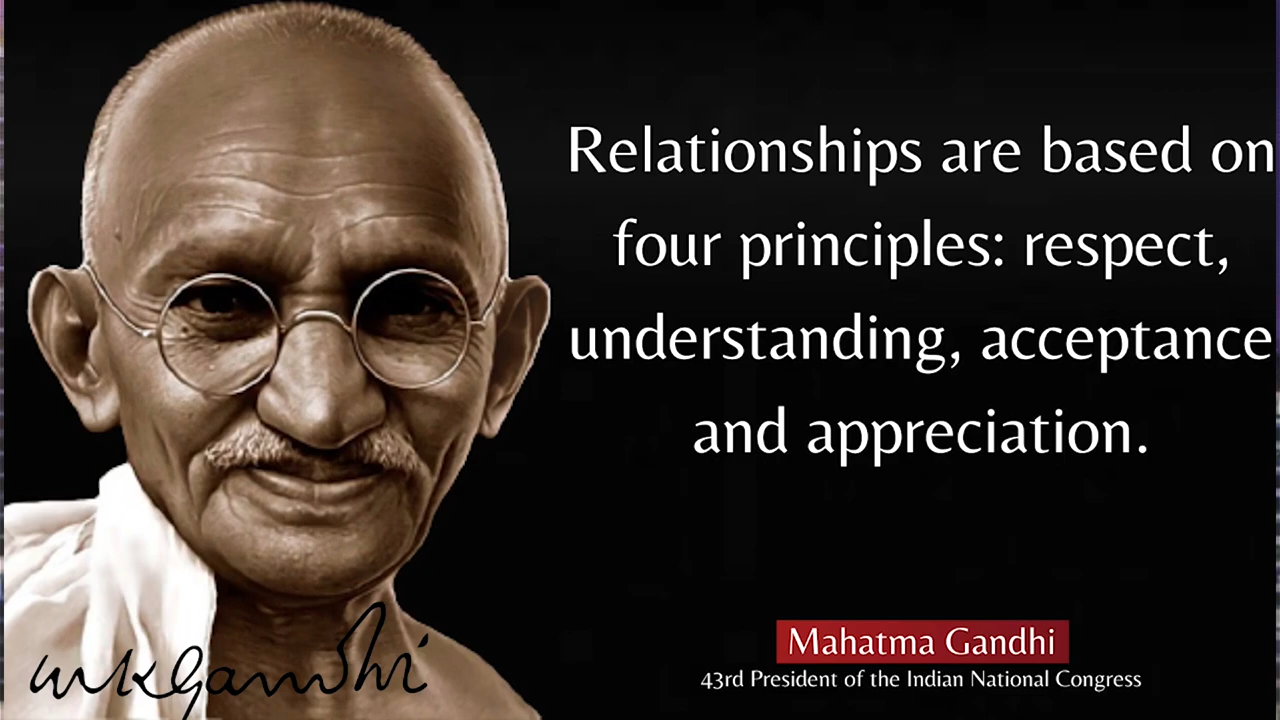 Relationships are based on
four principles: respect,
understanding, acceptance
and appreciation.
Mahatma Gandhi
43rd President of the Indian National Congress
mkgandhi